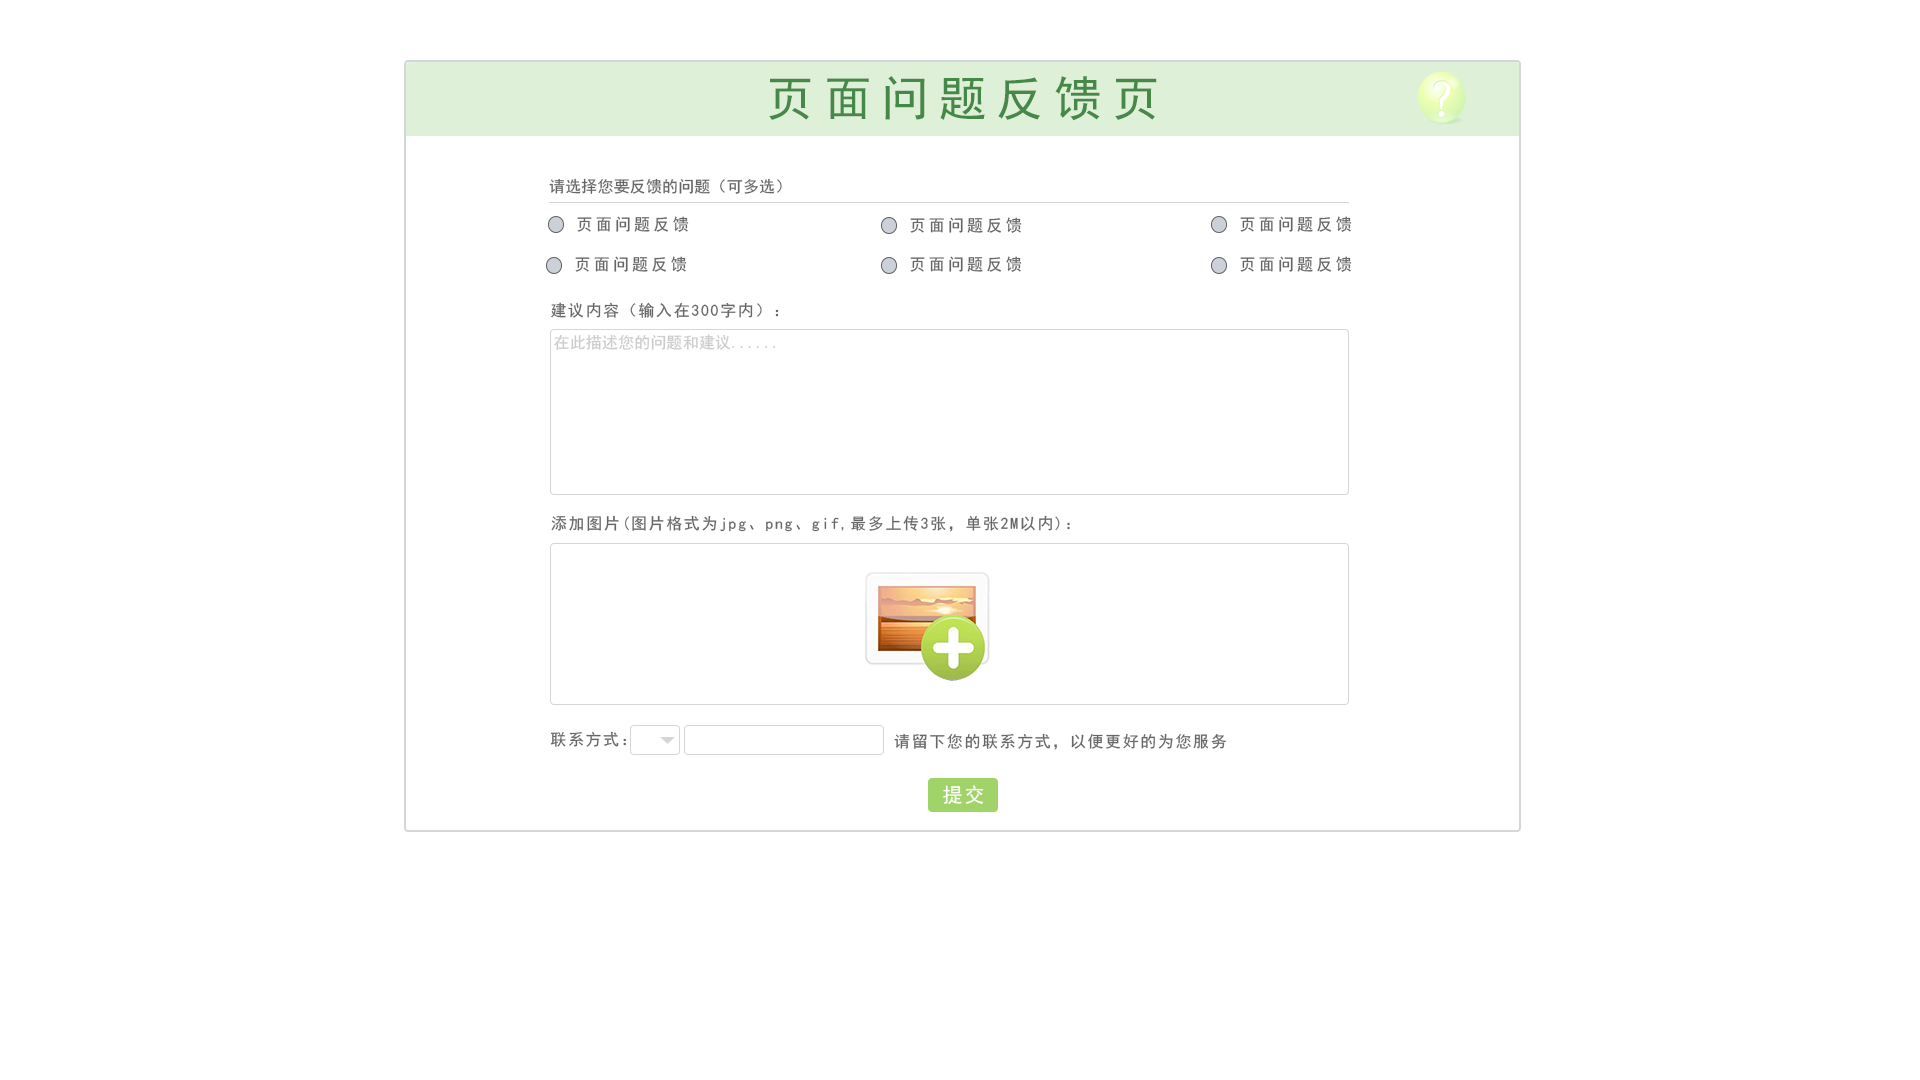 页面问题反馈页
?
请选择您要反馈的问题（可多选）
页面问题反馈 页面问题反馈 页面问题反馈
页面问题反馈 页面问题反馈 页面问题反馈
建议内容（输入在300字内）：
在此描述您的问题和建议......
添加图片(图片格式为jpg、png、gif,最多上传3张，单张2M以内)：
联系方式: 请留下您的联系方式，以便更好的为您服务
提交